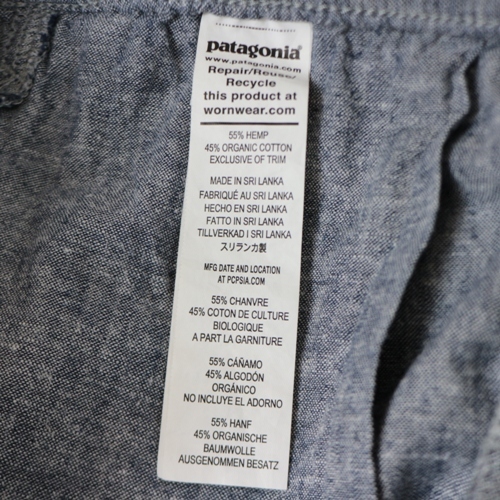 patagonia®
www.patagonia.com
Repair/Reuse/
Recycle
this product at
wornwear.com
55% HEMP
45% ORGANIC COTTON
EXCLUSIVE OF TRIM
MADE IN SRI LANKA
FABRIQUÉ AU SRI LANKA
HECHO EN SRI LANKA
FATTO IN SRI LANKA
TILLVERKAD I SRI LANKA
スリランカ製
MFG DATE AND LOCATION
AT PCPSIA.COM
55% CHANVRE
45% COTON DE CULTURE
BIOLOGIQUE
A PART LA GARNITURE
55% CÁÑAMO
45% ALGODÓN
ORGÁNICO
NO INCLUYE EL ADORNO
55% HANF
45% ORGANISCHE
BAUMWOLLE
AUSGENOMMEN BESATZ